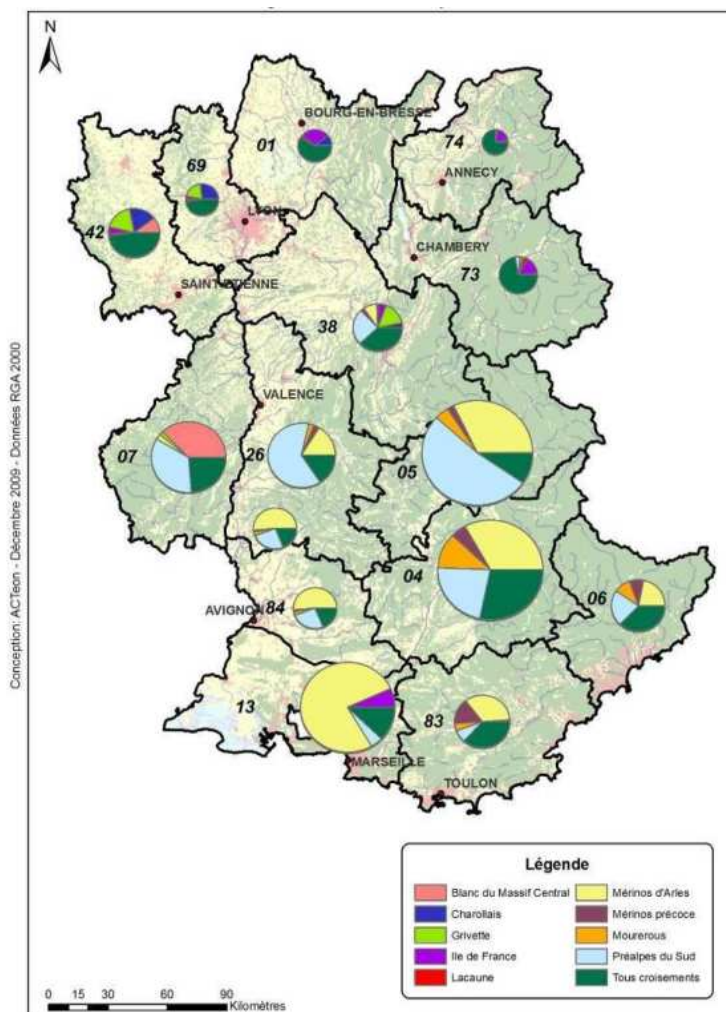 N
BOURG-EN-BRESSE
01
74
69
ANNECY
42
LYON
CHAMBERY
73
SAINT-ETIENNE
38
VALENCE
07
26
05
04
06
84
AVIGNON
13
83
MARSEILLE
TOULON
Conception: ACTeon - Décembre 2009 - Données RGA 2000
Légende
Blanc du Massif Central
Mérinos d'Arles
Charollais
Mérinos précoce
Grivette
Mourerous
Ile de France
Préalpes du Sud
Lacaune
Tous croisements
0 15 30 60 90
Kilomètres